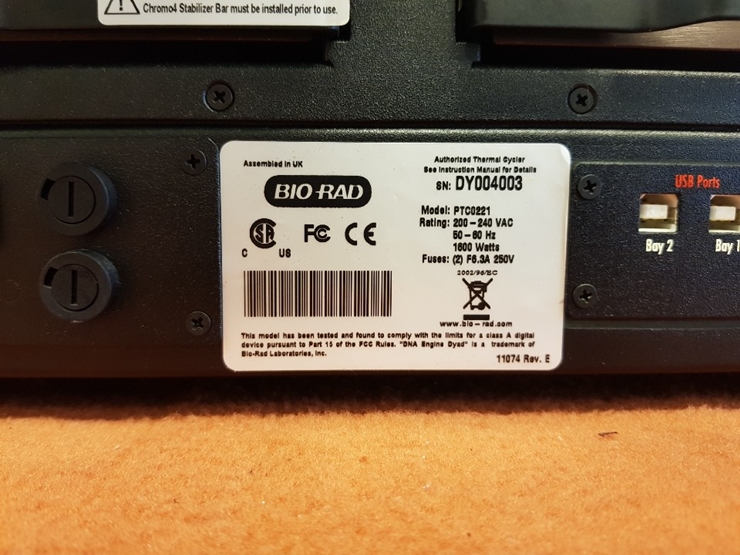 Chromo4 Stabilizer Bar must be installed prior to use.
Assembled in UK
BIO-RAD
C US
FC CE
Authorized Thermal Cycler
See Instruction Manual for Details
SN: DY004003
Model: PTC0221
Rating: 200-240 VAC
50-60 Hz
1600 Watts
Fuses: (2) F6.3A 250V
2002/96/EC
www.bio-rad.com
This model has been tested and found to comply with the limits for a class A digital
device pursuant to Part 15 of the FCC Rules. "DNA Engine Dyad" is a trademark of
Bio-Rad Laboratories, Inc.
11074 Rev. E
USB Ports
Bay 2
Bay 1